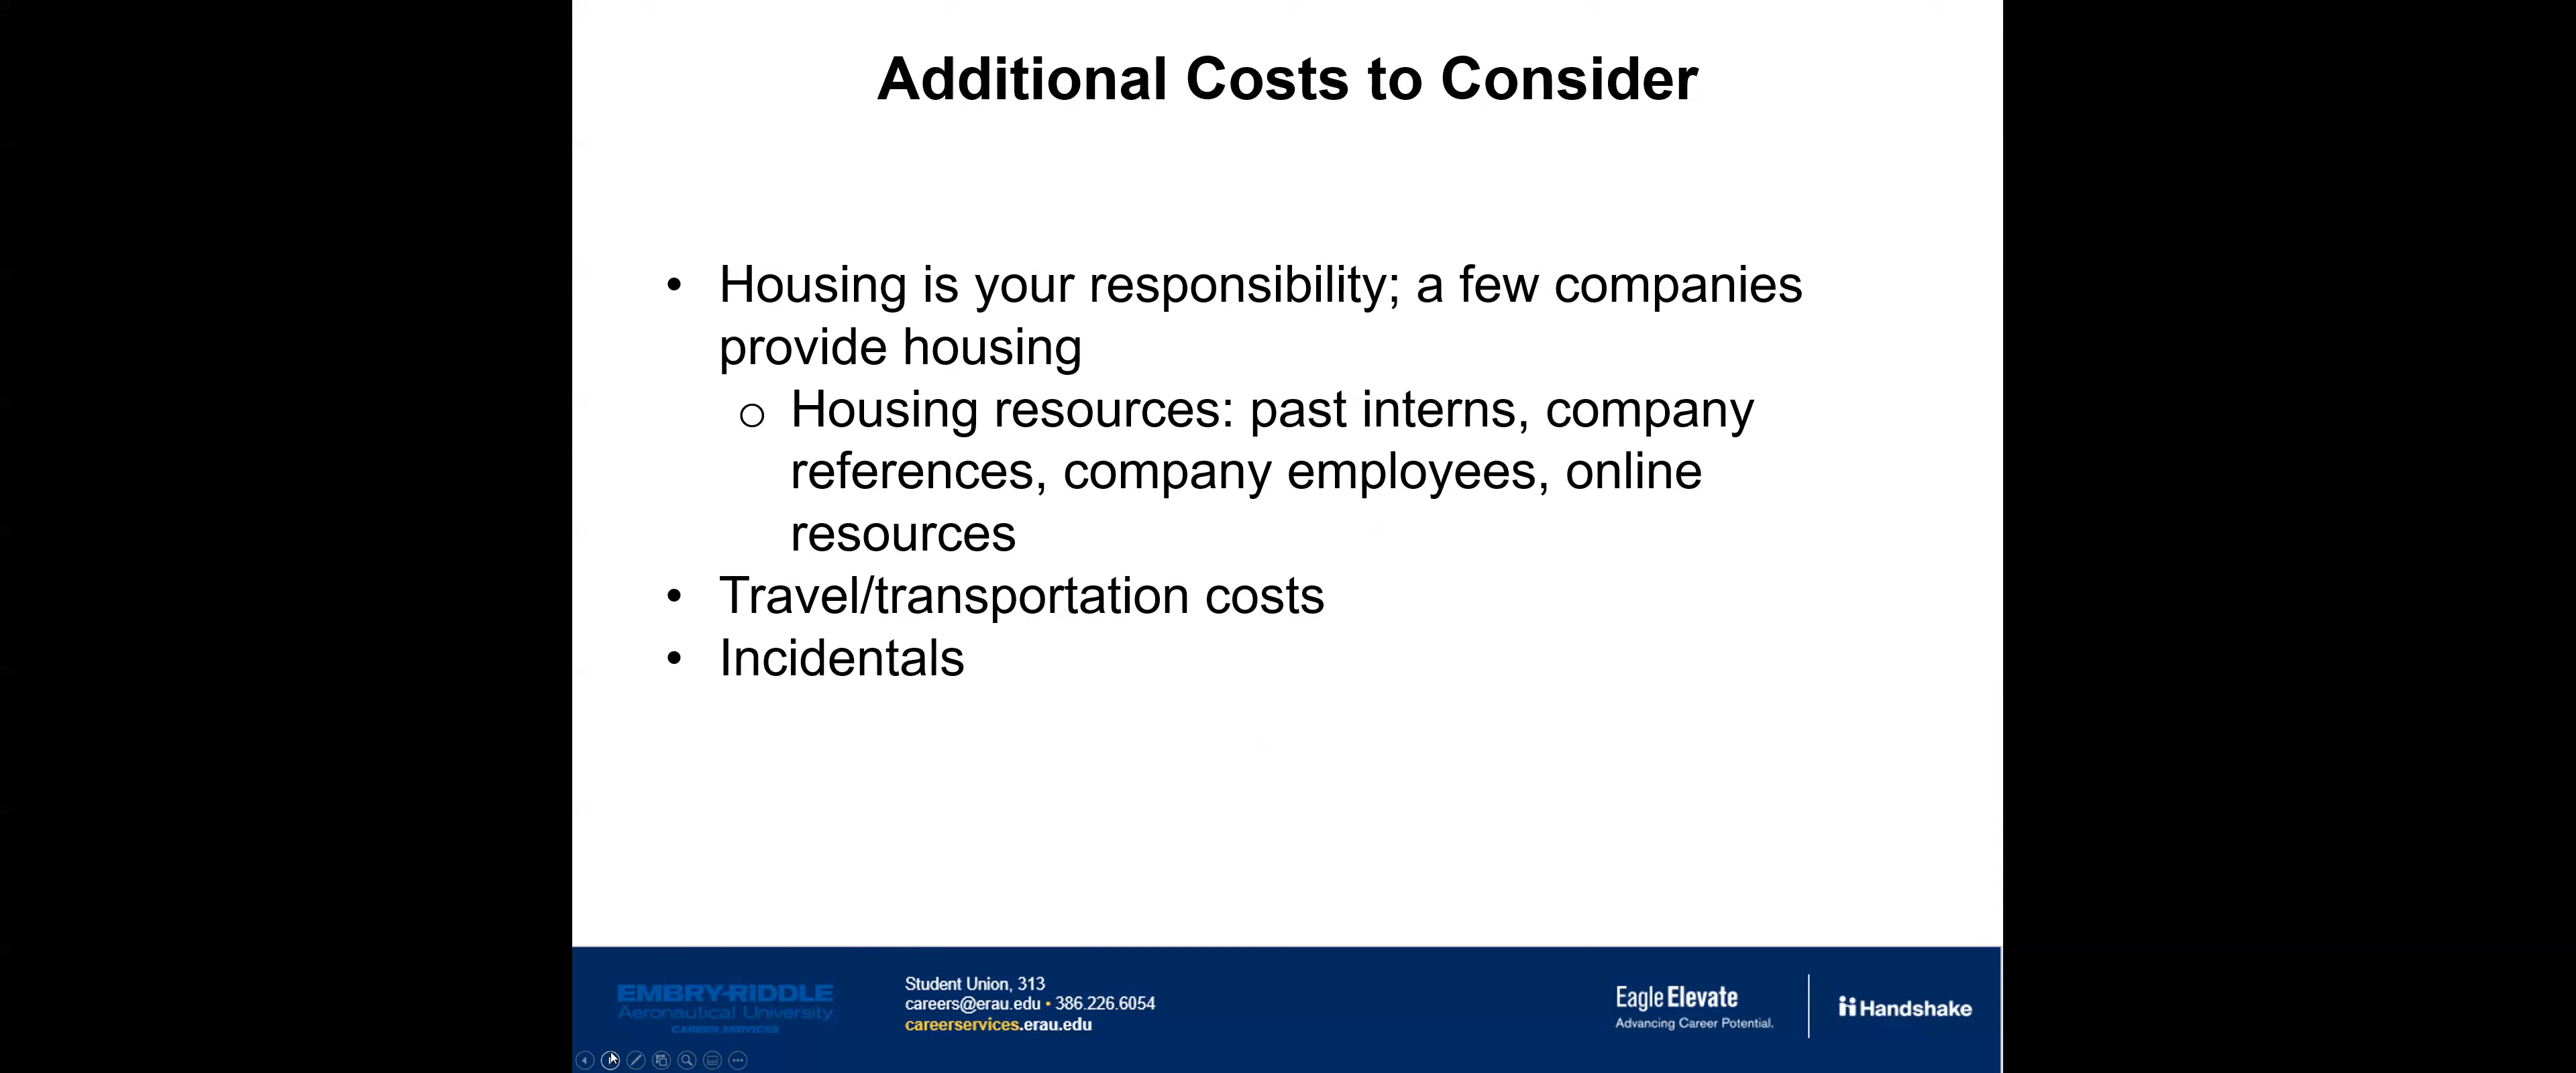 Additional Costs to Consider
• Housing is your responsibility; a few companies
provide housing
o Housing resources: past interns, company
references, company employees, online
resources
• Travel/transportation costs
• Incidentals
EMBRY-RIDDLE
Aeronautical University
CAREER SERVICES
Student Union, 313
careers@erau.edu • 386.226.6054
careerservices.erau.edu
Eagle Elevate
Advancing Career Potential.
Handshake